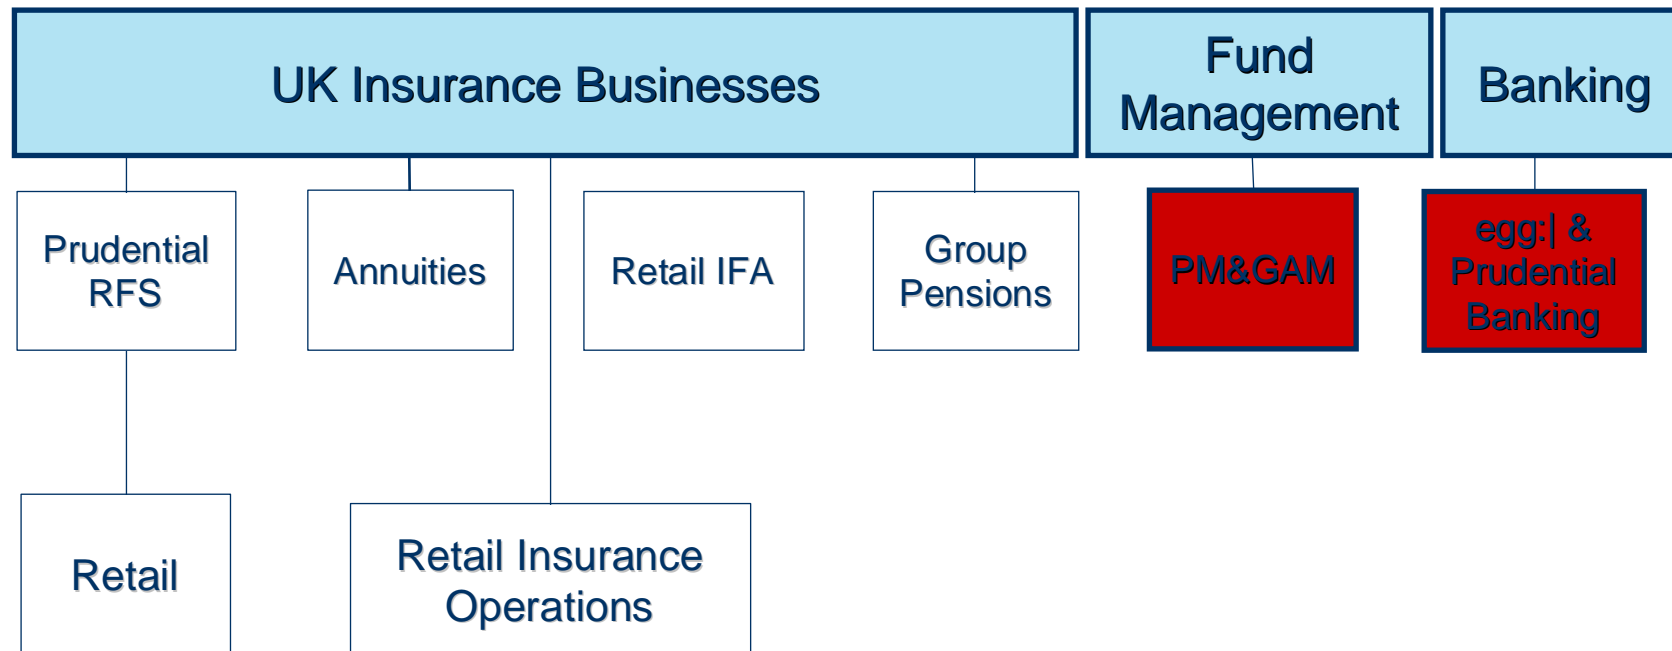 UK Insurance Businesses
Fund
Management
Banking
Prudential
RFS
Annuities
Retail IFA
Group
Pensions
PM&GAM
egg:| &
Prudential
Banking
Retail
Retail Insurance
Operations